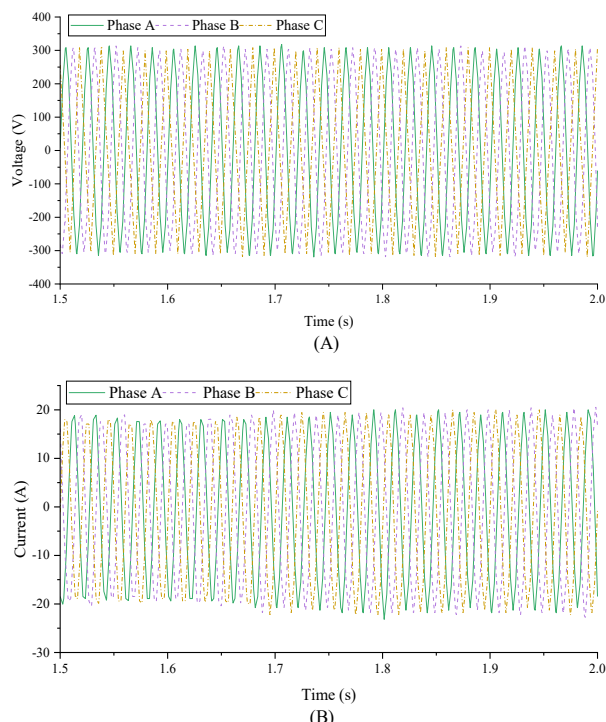 Phase A Phase B Phase C
400
300
200
100
0
-100
-200
-300
-400
Voltage (V)
1.5 1.6 1.7 1.8 1.9 2.0
Time (s)
(A)
Phase A Phase B Phase C
20
10
0
-10
-20
-30
Current (A)
1.5 1.6 1.7 1.8 1.9 2.0
Time (s)
(B)